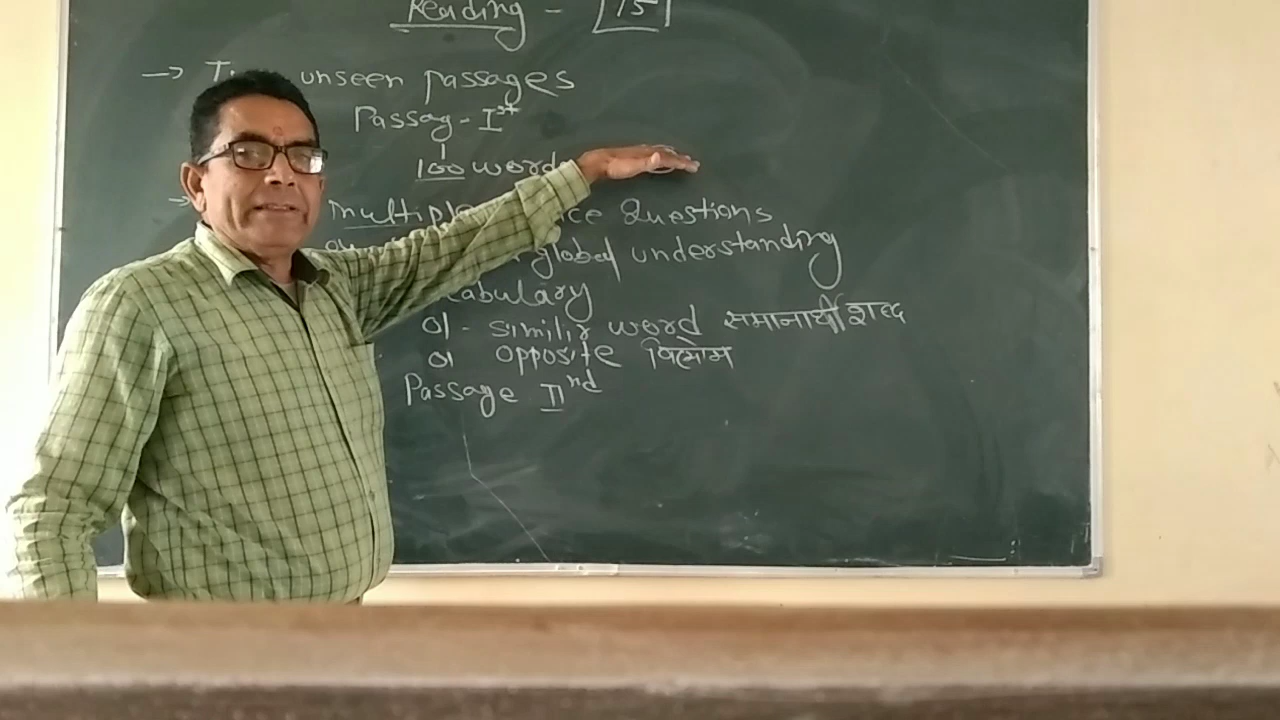 Reading - 15
→ unseen passages
Passag - Ist
100 word
→ multiple Questions
global understanding
01 - similir word समानार्थी शब्द
01 opposite विलोम
Passage IInd